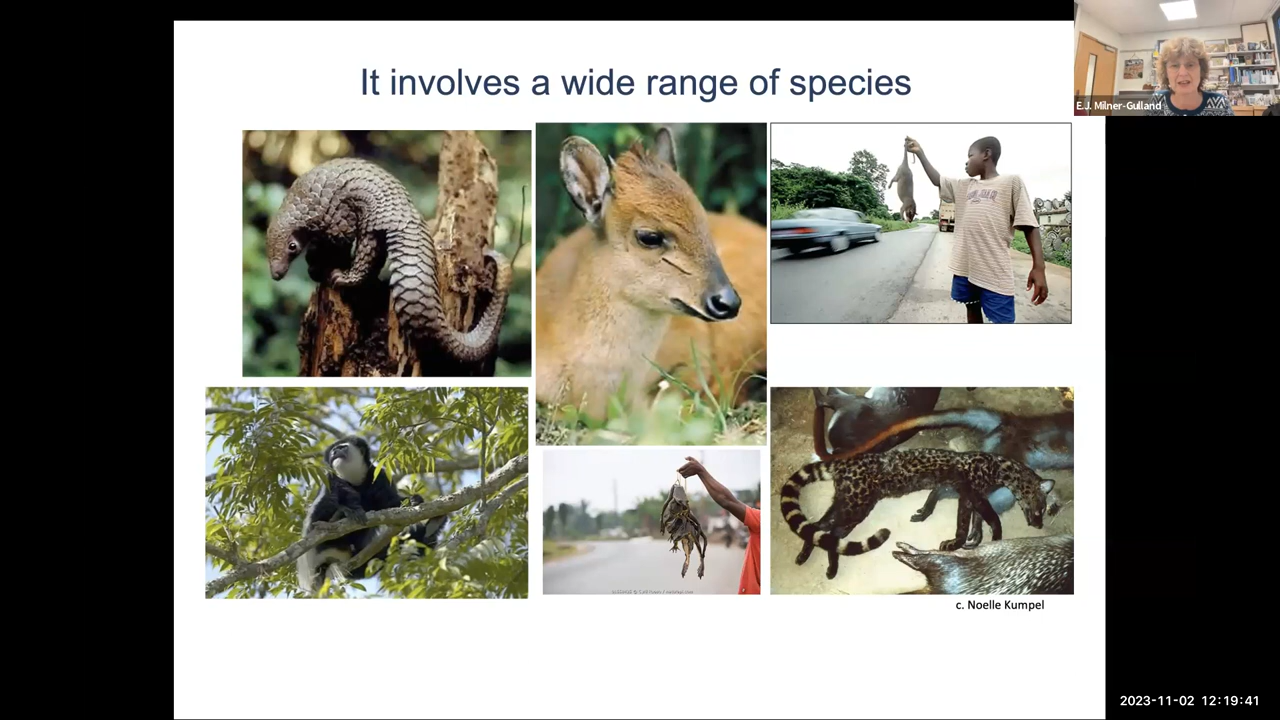 It involves a wide range of species
E.J. Milner-Gulland
c. Noelle Kumpel
2023-11-02 12:19:41